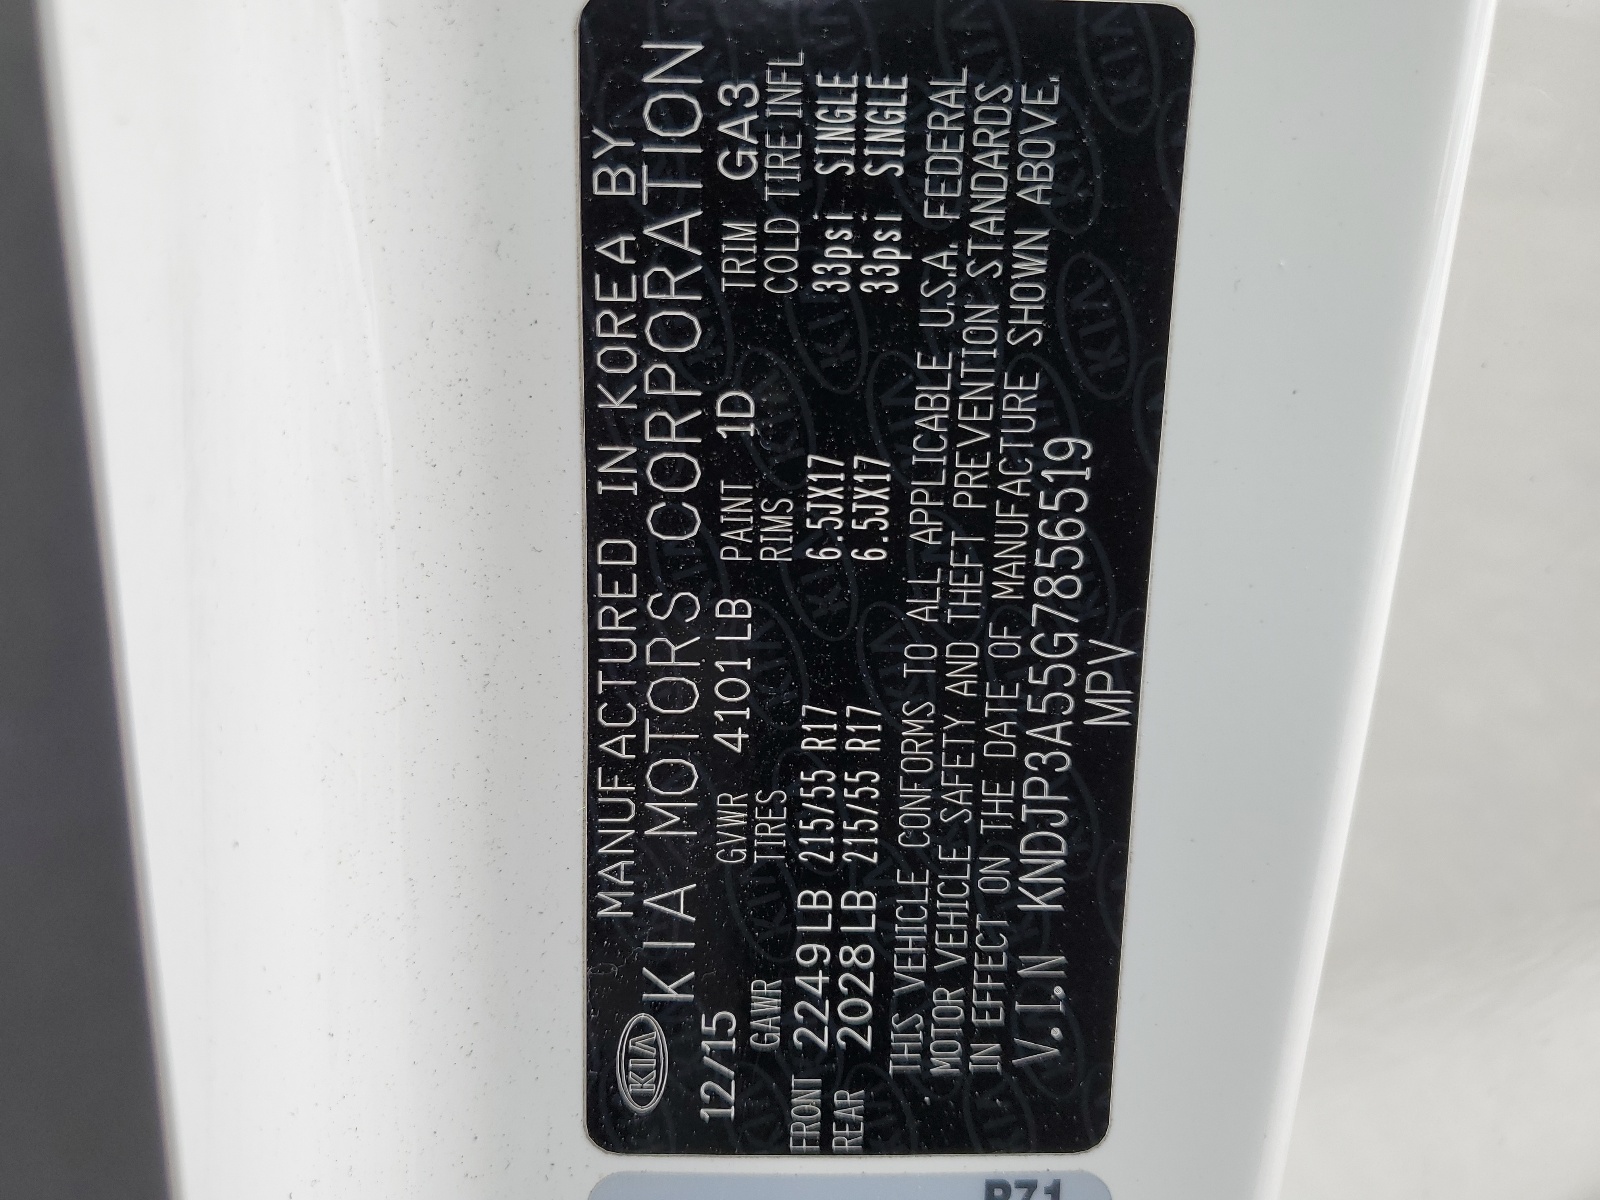 KIA
MANUFACTURED IN KOREA BY
KIA MOTORS CORPORATION
12/15 GVWR 4101LB PAINT 1D TRIM GA3
GAWR TIRES RIMS COLD TIRE INFL
FRONT 2249LB 215/55 R17 6.5JX17 33psi SINGLE
REAR 2028LB 215/55 R17 6.5JX17 33psi SINGLE
THIS VEHICLE CONFORMS TO ALL APPLICABLE U.S.A. FEDERAL
MOTOR VEHICLE SAFETY AND THEFT PREVENTION STANDARDS
IN EFFECT ON THE DATE OF MANUFACTURE SHOWN ABOVE.
V.I.N KNDJP3A55G7856519
MPV